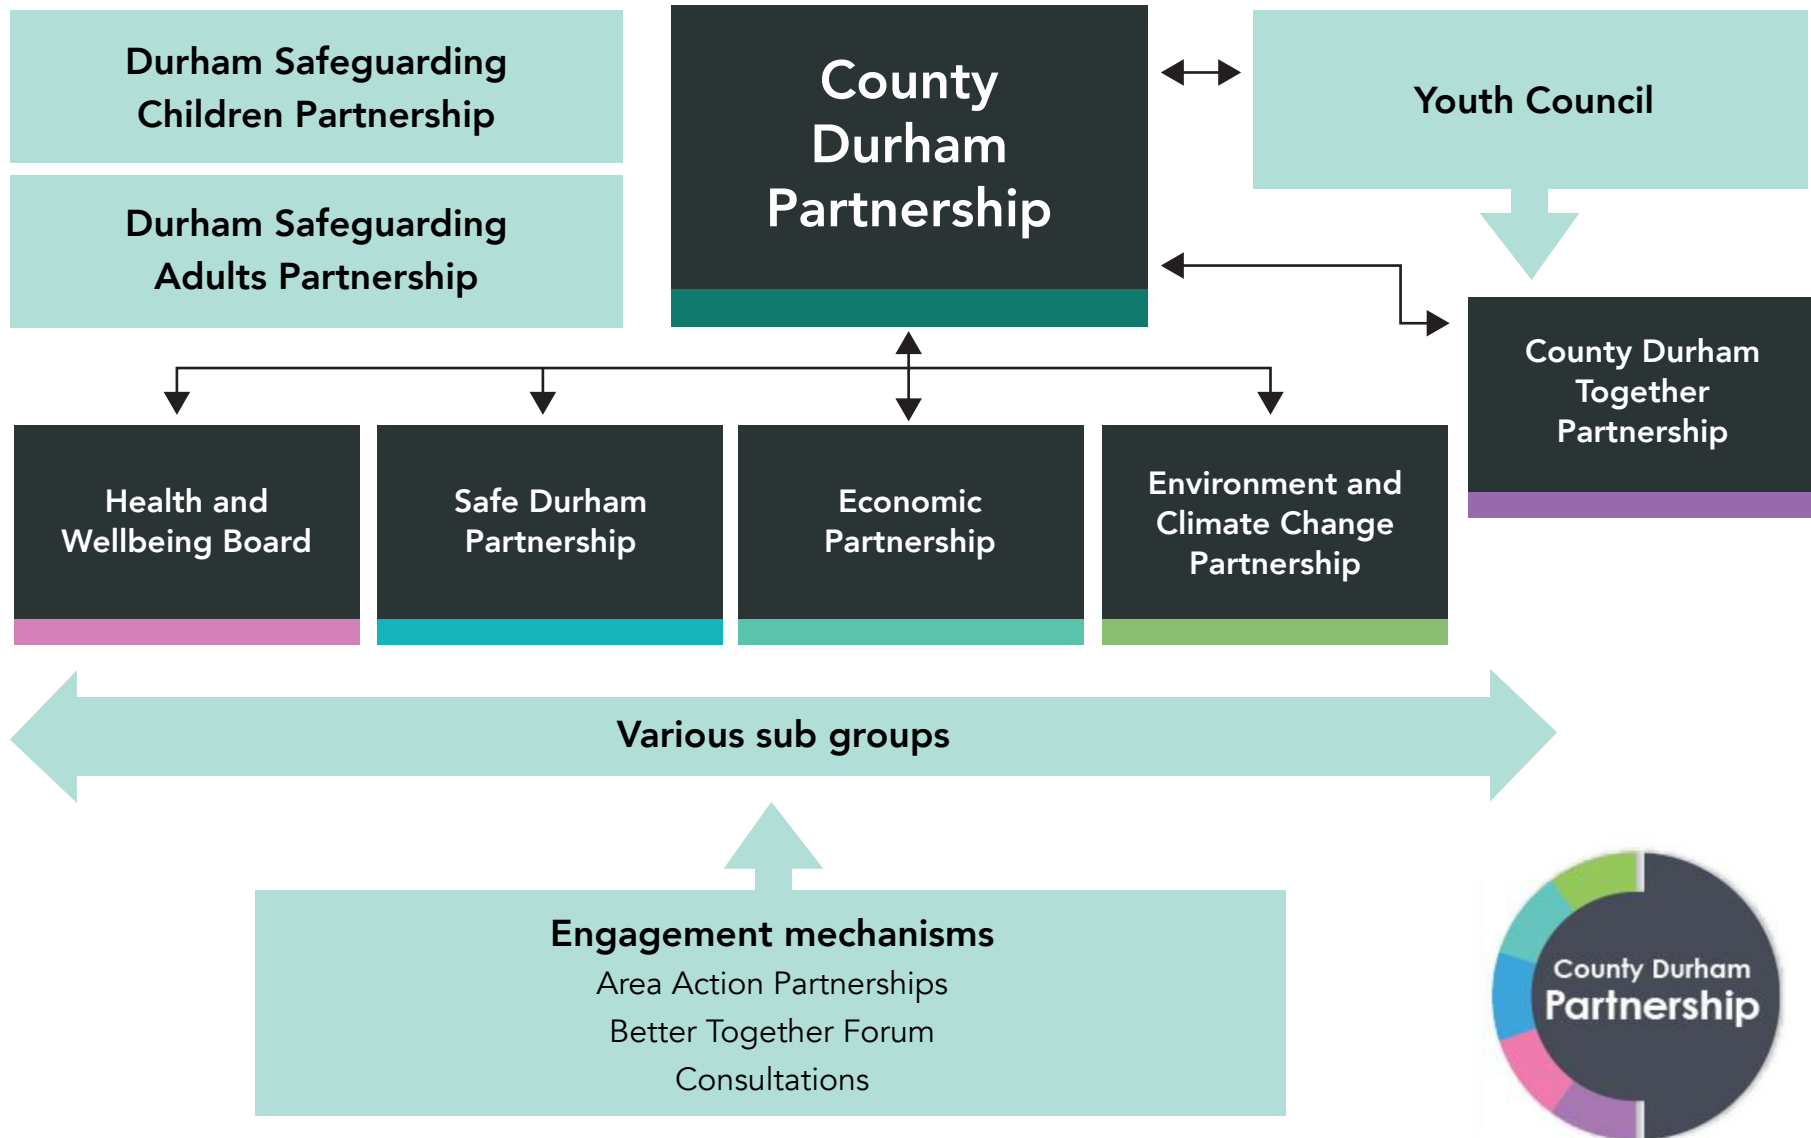 Durham Safeguarding
Children Partnership
Durham Safeguarding
Adults Partnership
County
Durham
Partnership
Youth Council
County Durham
Together
Partnership
Health and
Wellbeing Board
Safe Durham
Partnership
Economic
Partnership
Environment and
Climate Change
Partnership
Various sub groups
Engagement mechanisms
Area Action Partnerships
Better Together Forum
Consultations
County Durham
Partnership